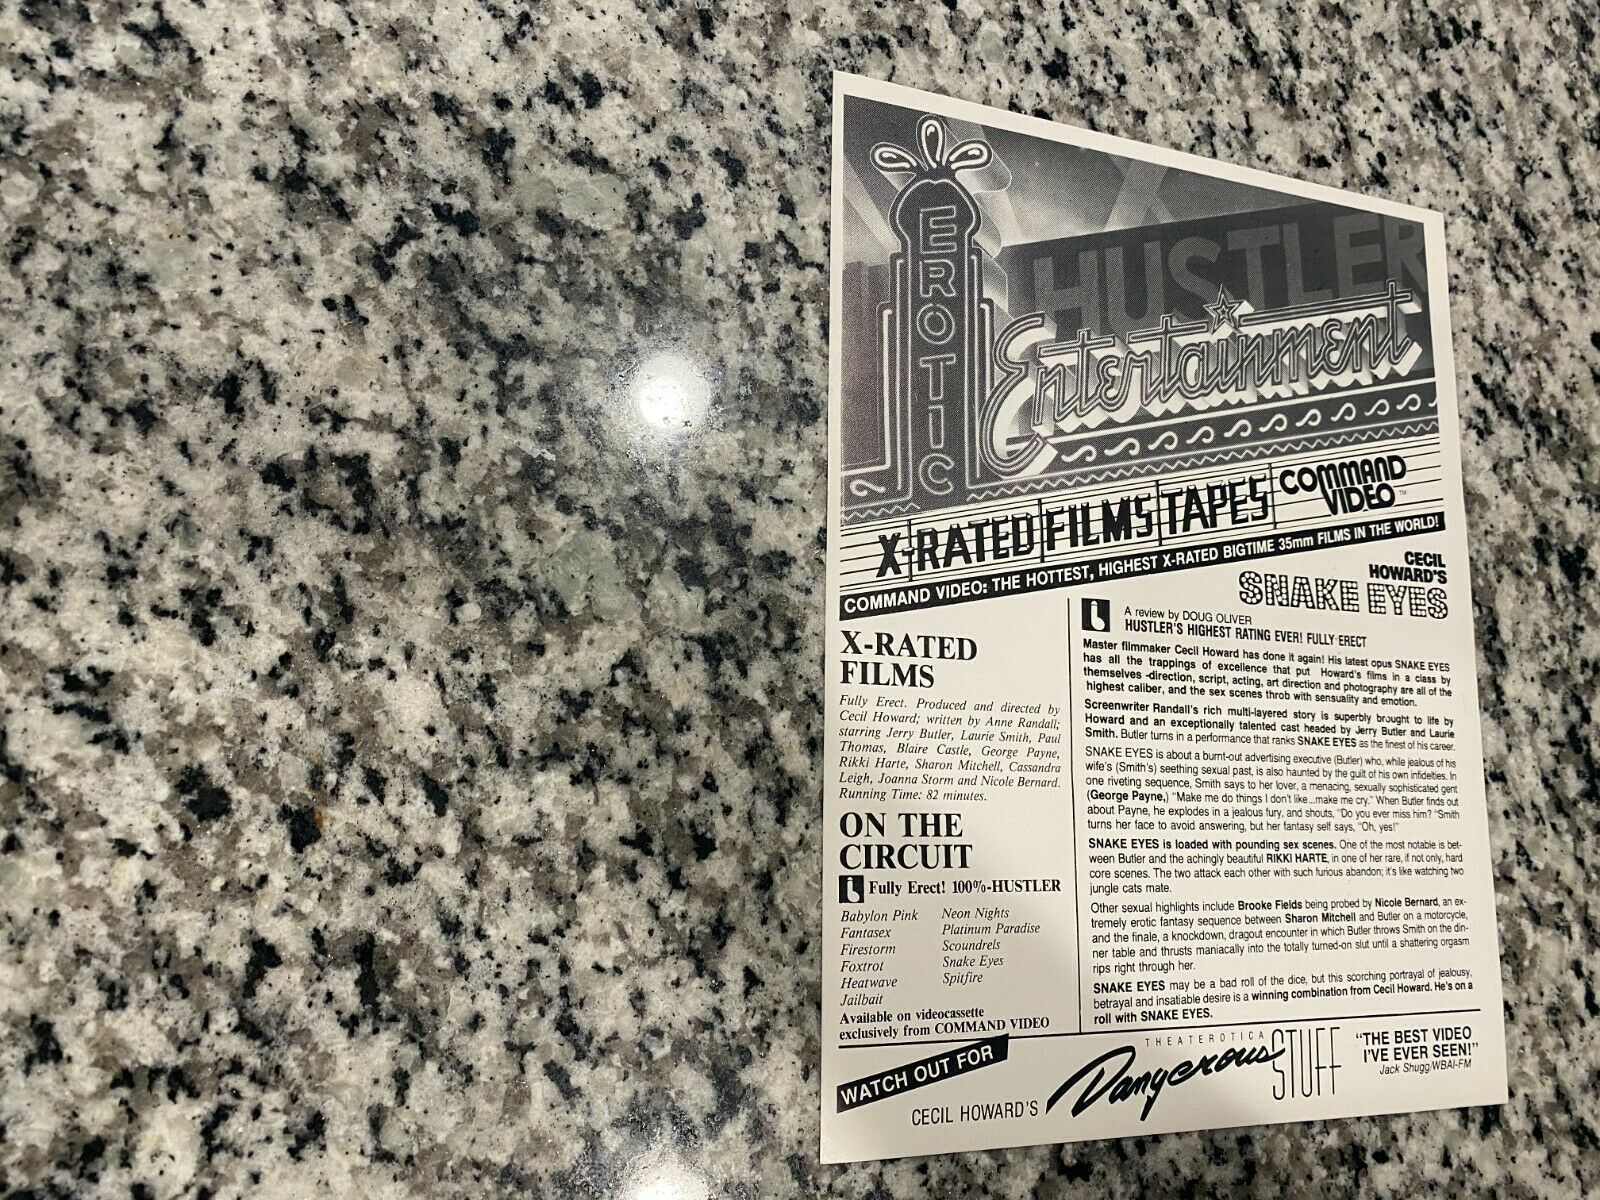 X
EROTIC
HUSTLER
Entertainment
X-RATED FILMS TAPES
COMMAND
VIDEO™
COMMAND VIDEO: THE HOTTEST, HIGHEST X-RATED BIGTIME 35mm FILMS IN THE WORLD!
X-RATED
FILMS
Fully Erect. Produced and directed by
Cecil Howard; written by Anne Randall;
starring Jerry Butler, Laurie Smith, Paul
Thomas, Blaire Castle, George Payne,
Rikki Harte, Sharon Mitchell, Cassandra
Leigh, Joanna Storm and Nicole Bernard.
Running Time: 82 minutes.
ON THE
CIRCUIT
Fully Erect! 100%-HUSTLER
Babylon Pink
Fantasex
Firestorm
Foxtrot
Heatwave
Jailbait
Neon Nights
Platinum Paradise
Scoundrels
Snake Eyes
Spitfire
Available on videocassette
exclusively from COMMAND VIDEO
CECIL
HOWARD'S
SNAKE EYES
A review by DOUG OLIVER
HUSTLER'S HIGHEST RATING EVER! FULLY ERECT
Master filmmaker Cecil Howard has done it again! His latest opus SNAKE EYES
has all the trappings of excellence that put Howard's films in a class by
themselves -direction, script, acting, art direction and photography are all of the
highest caliber, and the sex scenes throb with sensuality and emotion.
Screenwriter Randall's rich multi-layered story is superbly brought to life by
Howard and an exceptionally talented cast headed by Jerry Butler and Laurie
Smith. Butler turns in a performance that ranks SNAKE EYES as the finest of his career.
SNAKE EYES is about a burnt-out advertising executive (Butler) who, while jealous of his
wife's (Smith's) seething sexual past, is also haunted by the guilt of his own infidelties. In
one riveting sequence, Smith says to her lover, a menacing, sexually sophisticated gent
(George Payne,) "Make me do things I don't like...make me cry." When Butler finds out
about Payne, he explodes in a jealous fury, and shouts, "Do you ever miss him? "Smith
turns her face to avoid answering, but her fantasy self says, "Oh, yes!"
SNAKE EYES is loaded with pounding sex scenes. One of the most notable is bet-
ween Butler and the achingly beautiful RIKKI HARTE, in one of her rare, if not only, hard
core scenes. The two attack each other with such furious abandon; it's like watching two
jungle cats mate.
Other sexual highlights include Brooke Fields being probed by Nicole Bernard, an ex-
tremely erotic fantasy sequence between Sharon Mitchell and Butler on a motorcycle,
and the finale, a knockdown, dragout encounter in which Butler throws Smith on the din-
ner table and thrusts maniacally into the totally turned-on slut until a shattering orgasm
rips right through her.
SNAKE EYES may be a bad roll of the dice, but this scorching portrayal of jealousy,
betrayal and insatiable desire is a winning combination from Cecil Howard. He's on a
roll with SNAKE EYES.
WATCH OUT FOR
CECIL HOWARD'S
THEATEROTICA
Dangerous STUFF
"THE BEST VIDEO
I'VE EVER SEEN!"
Jack Shugg/WBAI-FM